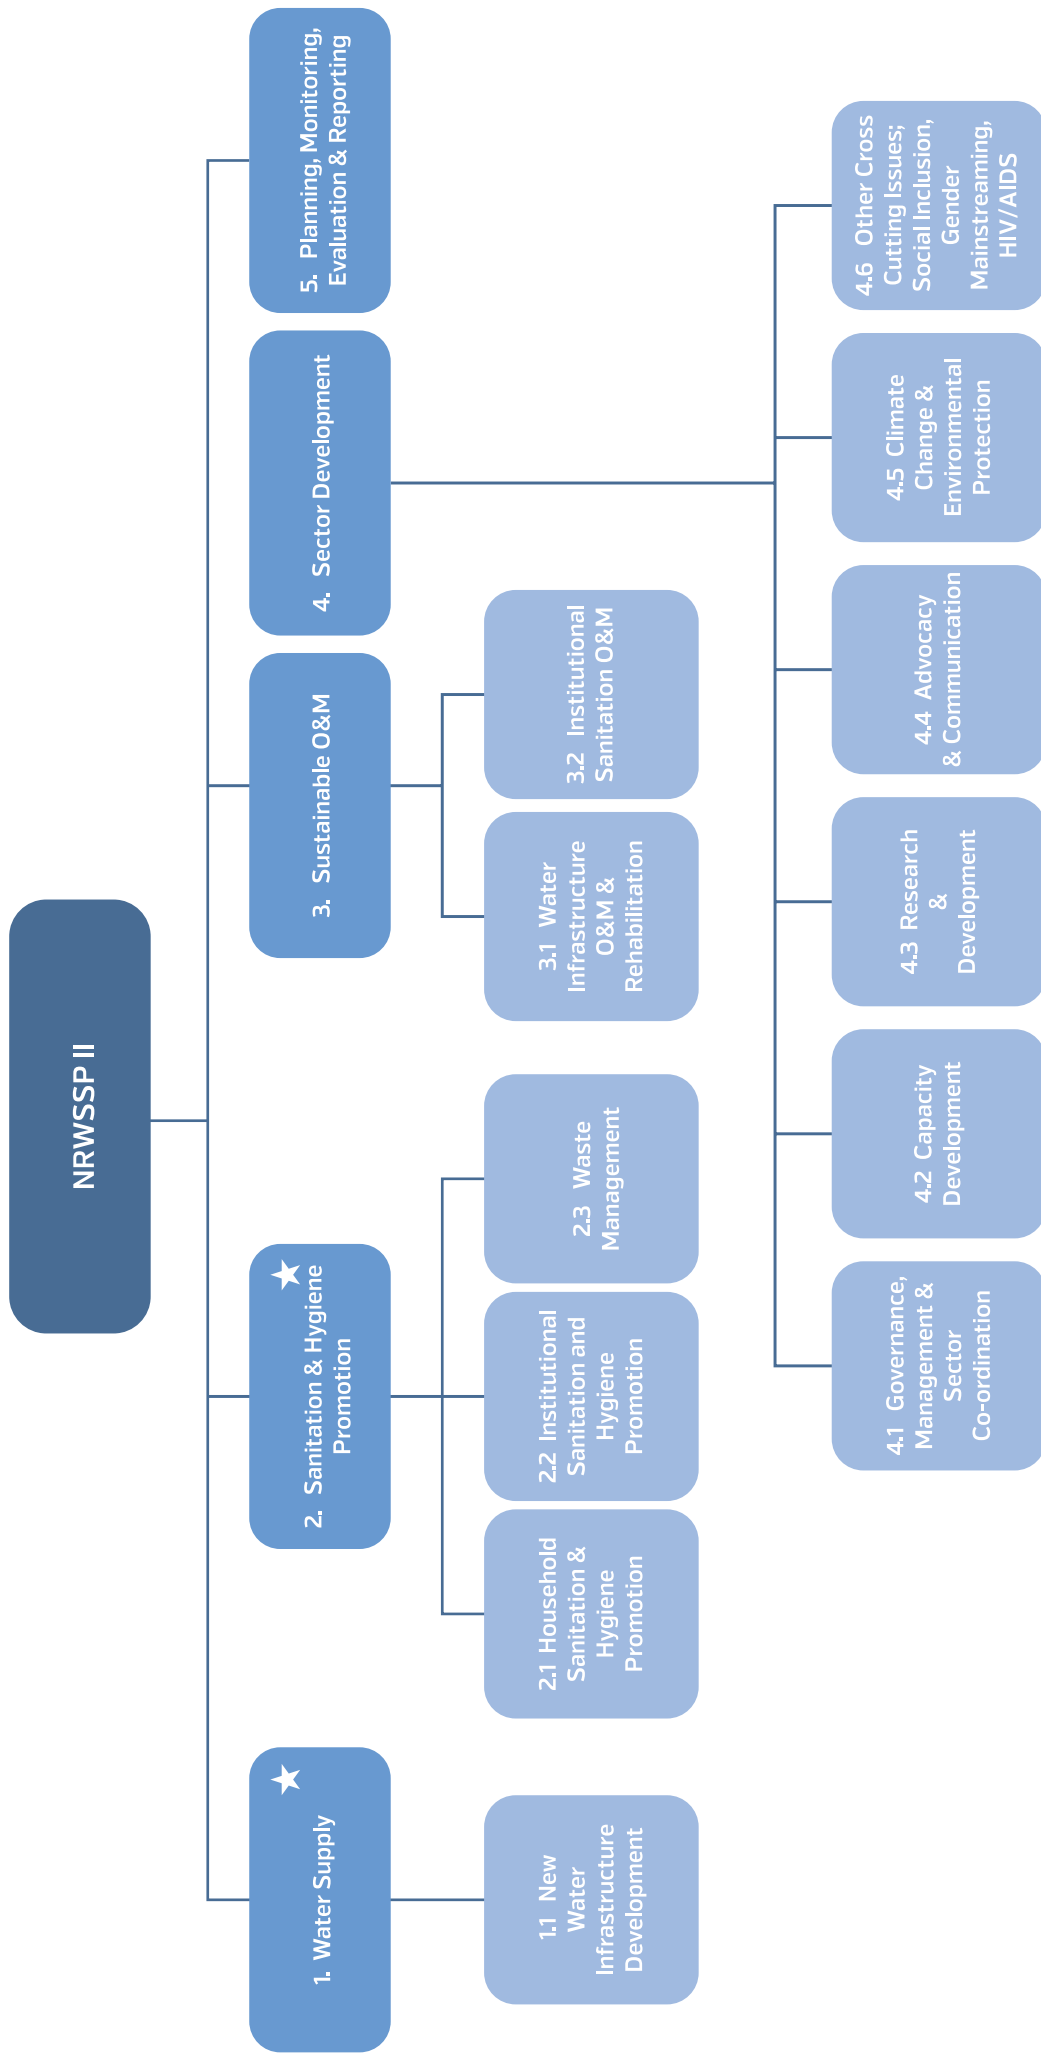 NRWSSP II
1. Water Supply
2. Sanitation & Hygiene
Promotion
3. Sustainable O&M
4. Sector Development
5. Planning, Monitoring,
Evaluation & Reporting
1.1 New
Water
Infrastructure
Development
2.1 Household
Sanitation &
Hygiene
Promotion
2.2 Institutional
Sanitation and
Hygiene
Promotion
2.3 Waste
Management
3.1 Water
Infrastructure
O&M &
Rehabilitation
3.2 Institutional
Sanitation O&M
4.1 Governance,
Management &
Sector
Co-ordination
4.2 Capacity
Development
4.3 Research
&
Development
4.4 Advocacy
& Communication
4.5 Climate
Change &
Environmental
Protection
4.6 Other Cross
Cutting Issues;
Social Inclusion,
Gender
Mainstreaming,
HIV/AIDS